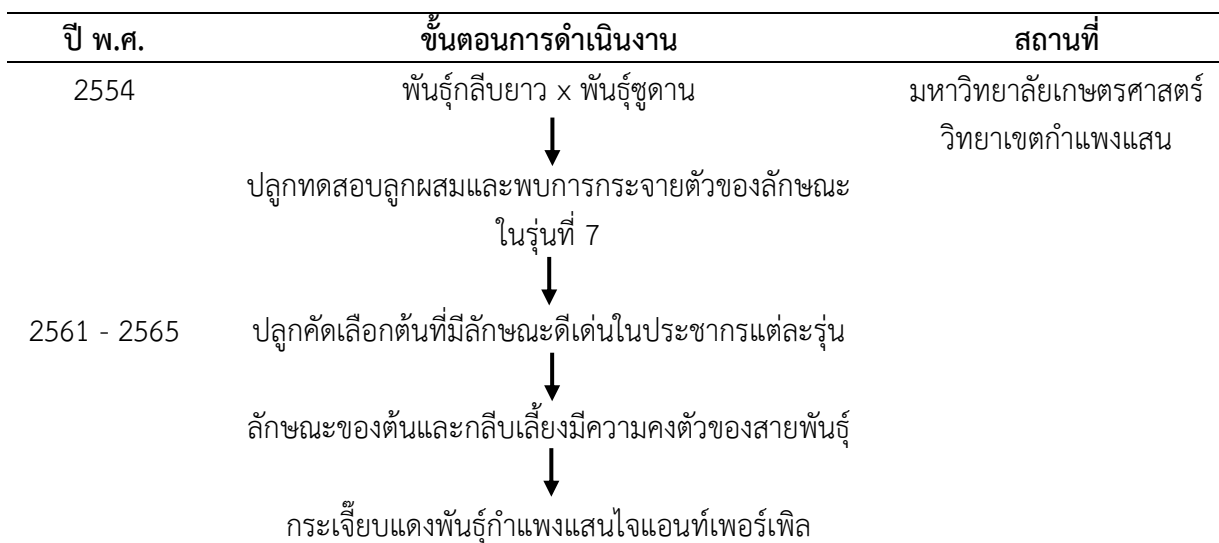 ปี พ.ศ. ขั้นตอนการดำเนินงาน สถานที่
2554 พันธุ์กลีบยาว x พันธุ์ซูดาน มหาวิทยาลัยเกษตรศาสตร์
วิทยาเขตกำแพงแสน
ปลูกทดสอบลูกผสมและพบการกระจายตัวของลักษณะ
ในรุ่นที่ 7
2561 - 2565 ปลูกคัดเลือกต้นที่มีลักษณะดีเด่นในประชากรแต่ละรุ่น
ลักษณะของต้นและกลีบเลี้ยงมีความคงตัวของสายพันธุ์
กระเจี๊ยบแดงพันธุ์กำแพงแสนไจแอนท์เพอร์เพิล